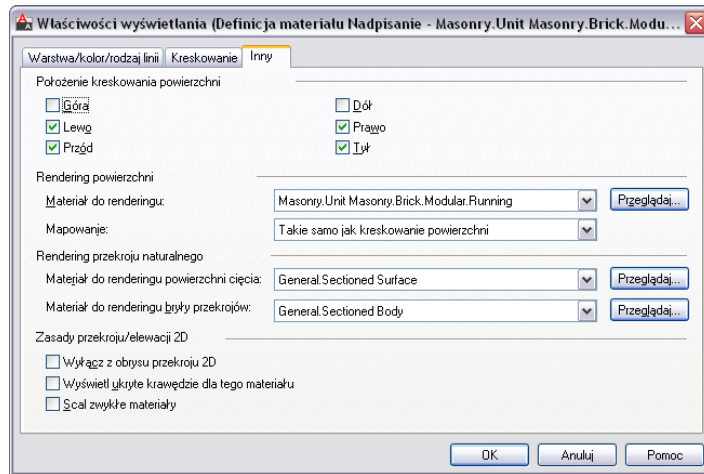 Właściwości wyświetlania (Definicja materiału Nadpisanie - Masonry.Unit Masonry.Brick.Modu...
Warstwa/kolor/rodzaj linii Kreskowanie Inny
Położenie kreskowania powierzchni
Góra Dół
Lewo Prawo
Przód Tył
Rendering powierzchni
Materiał do renderingu: Masonry.Unit Masonry.Brick.Modular.Running Przeglądaj...
Mapowanie: Takie samo jak kreskowanie powierzchni
Rendering przekroju naturalnego
Materiał do renderingu powierzchni cięcia: General.Sectioned Surface Przeglądaj...
Materiał do renderingu bryły przekrojów: General.Sectioned Body Przeglądaj...
Zasady przekroju/elewacji 2D
Wyłącz z obrysu przekroju 2D
Wyświetl ukryte krawędzie dla tego materiału
Scal zwykłe materiały
OK Anuluj Pomoc